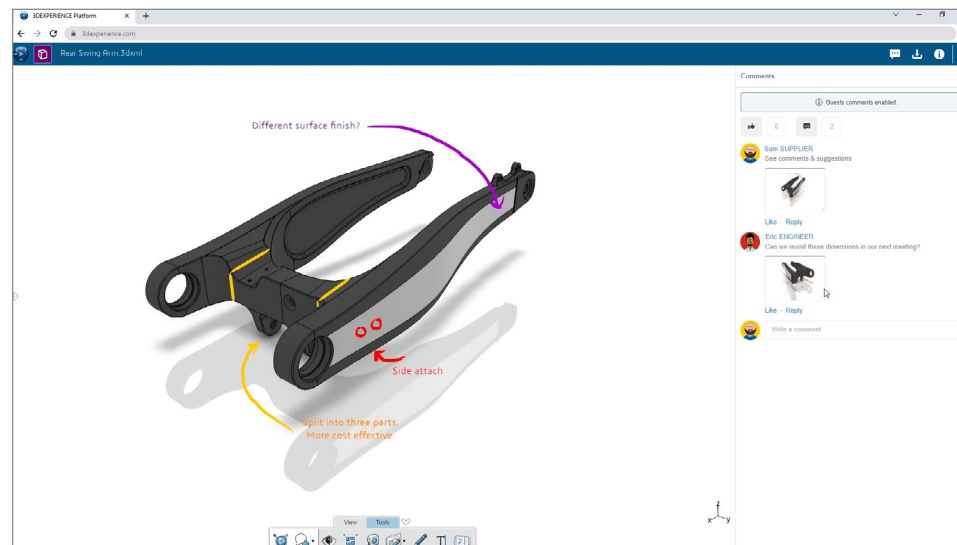 3DEXPERIENCE Platform
3dexperience.com
Rear Swing Arm.3dxml
Comments
Guests comments enabled.
0
2
Different surface finish?
Sam SUPPLIER
See comments & suggestions
Like - Reply
Eric ENGINEER
Can we revisit these dimensions in our next meeting?
Like - Reply
Write a comment
Side attach
Split into three parts.
More cost effective.
z
x
y
View Tools